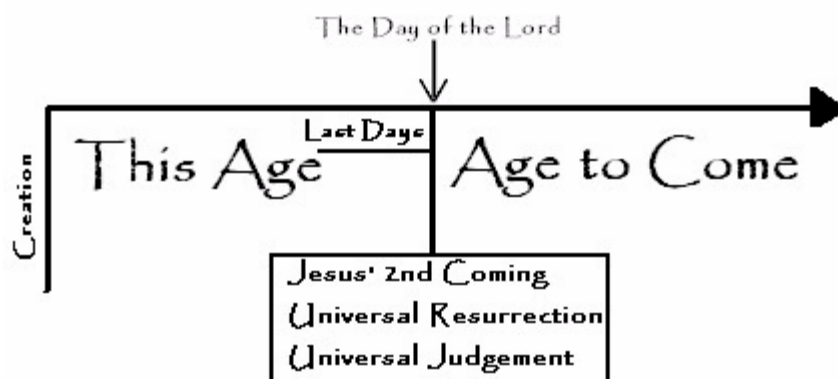 The Day of the Lord
Last Days
This Age
Age to Come
Creation
Jesus' 2nd Coming
Universal Resurrection
Universal Judgement